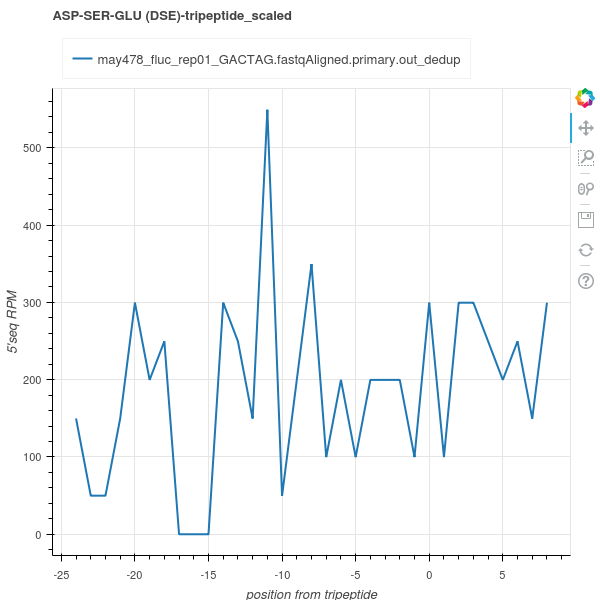 ASP-SER-GLU (DSE)-tripeptide_scaled
may478_fluc_rep01_GACTAG.fastqAligned.primary.out_dedup
500
400
300
200
100
0
5'seq RPM
-25 -20 -15 -10 -5 0 5
position from tripeptide